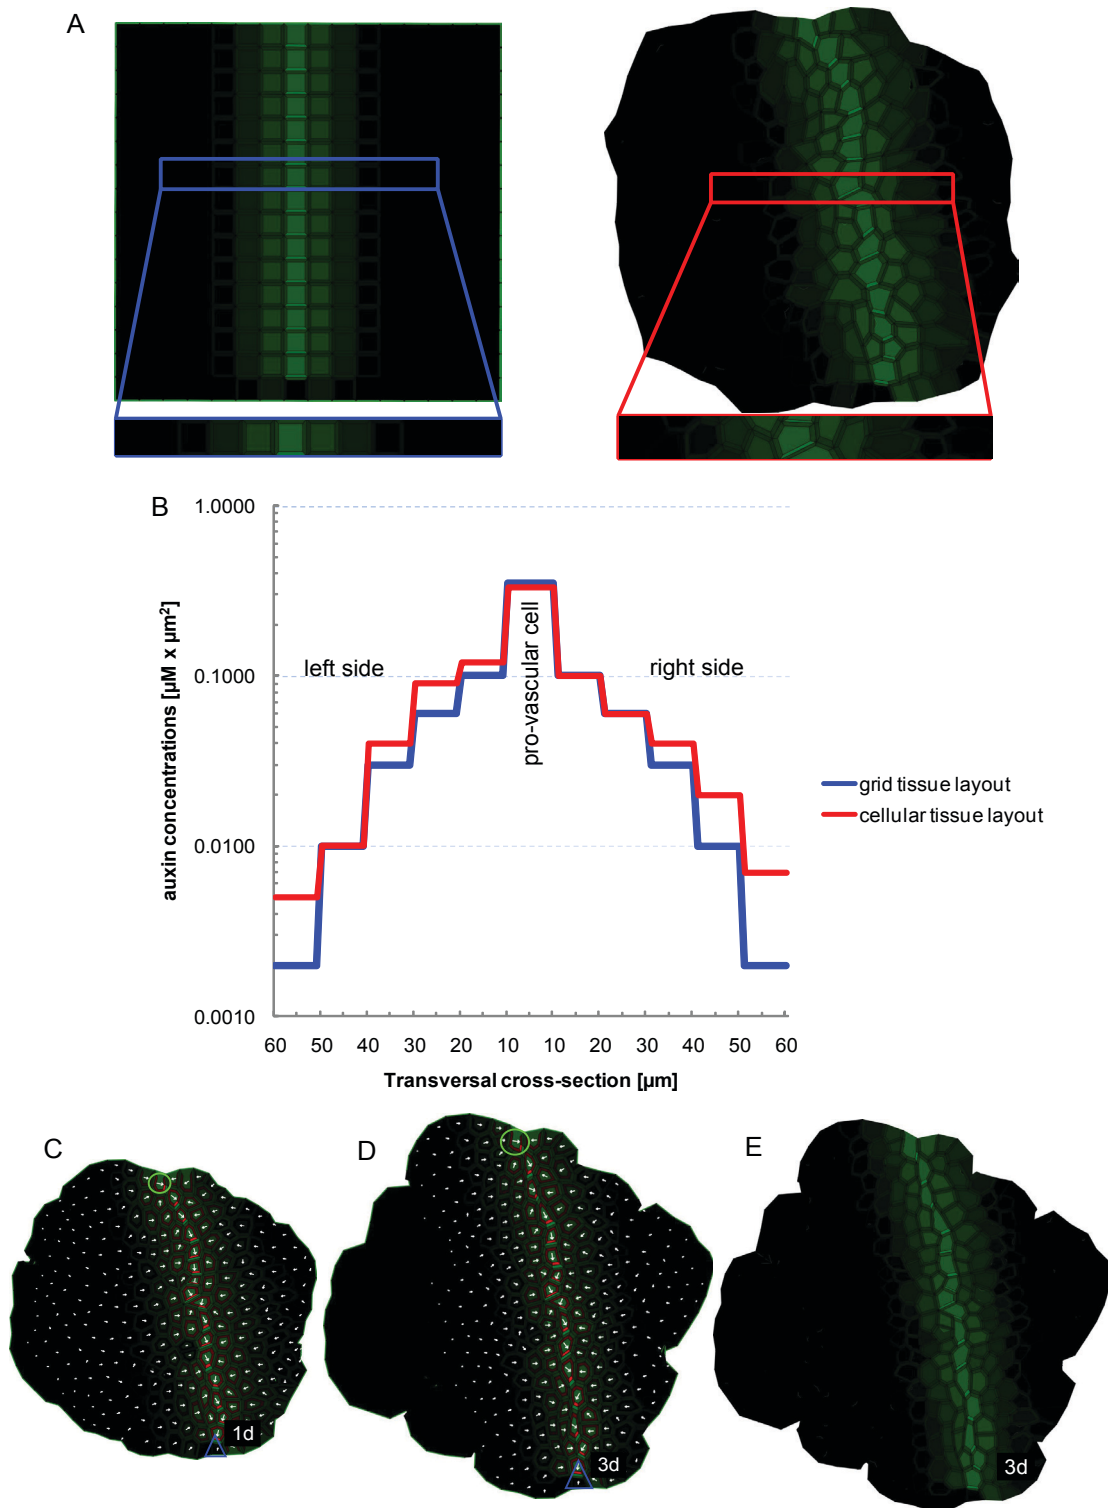 A
B
1.0000
0.1000
0.0100
0.0010
auxin concentrations [µM x µm²]
left side
pro-vascular cell
right side
grid tissue layout
cellular tissue layout
60 50 40 30 20 10 10 20 30 40 50 60
Transversal cross-section [µm]
C
1d
D
3d
E
3d